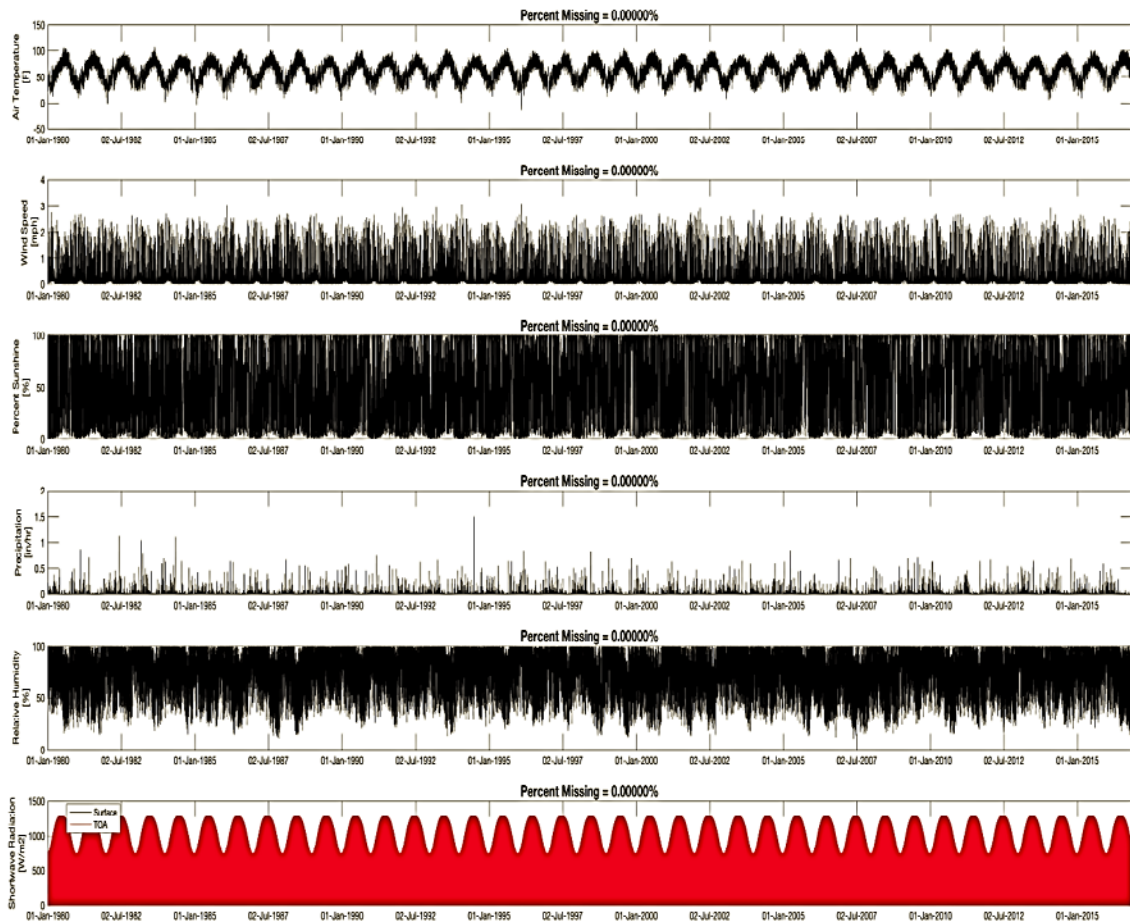 Percent Missing = 0.00000%
Air Temperature
[F]
150
100
50
0
-50
01-Jan-1980 02-Jul-1982 01-Jan-1985 02-Jul-1987 01-Jan-1990 02-Jul-1992 01-Jan-1995 02-Jul-1997 01-Jan-2000 02-Jul-2002 01-Jan-2005 02-Jul-2007 01-Jan-2010 02-Jul-2012 01-Jan-2015
Percent Missing = 0.00000%
Wind Speed
[mph]
4
3
2
1
0
01-Jan-1980 02-Jul-1982 01-Jan-1985 02-Jul-1987 01-Jan-1990 02-Jul-1992 01-Jan-1995 02-Jul-1997 01-Jan-2000 02-Jul-2002 01-Jan-2005 02-Jul-2007 01-Jan-2010 02-Jul-2012 01-Jan-2015
Percent Missing = 0.00000%
Percent Sunshine
[%]
100
50
0
01-Jan-1980 02-Jul-1982 01-Jan-1985 02-Jul-1987 01-Jan-1990 02-Jul-1992 01-Jan-1995 02-Jul-1997 01-Jan-2000 02-Jul-2002 01-Jan-2005 02-Jul-2007 01-Jan-2010 02-Jul-2012 01-Jan-2015
Percent Missing = 0.00000%
Precipitation
[in/hr]
2
1.5
1
0.5
0
01-Jan-1980 02-Jul-1982 01-Jan-1985 02-Jul-1987 01-Jan-1990 02-Jul-1992 01-Jan-1995 02-Jul-1997 01-Jan-2000 02-Jul-2002 01-Jan-2005 02-Jul-2007 01-Jan-2010 02-Jul-2012 01-Jan-2015
Percent Missing = 0.00000%
Relative Humidity
[%]
100
50
0
01-Jan-1980 02-Jul-1982 01-Jan-1985 02-Jul-1987 01-Jan-1990 02-Jul-1992 01-Jan-1995 02-Jul-1997 01-Jan-2000 02-Jul-2002 01-Jan-2005 02-Jul-2007 01-Jan-2010 02-Jul-2012 01-Jan-2015
Percent Missing = 0.00000%
Shortwave Radiation
[W/m2]
1500
1000
500
0
Surface
TOA
01-Jan-1980 02-Jul-1982 01-Jan-1985 02-Jul-1987 01-Jan-1990 02-Jul-1992 01-Jan-1995 02-Jul-1997 01-Jan-2000 02-Jul-2002 01-Jan-2005 02-Jul-2007 01-Jan-2010 02-Jul-2012 01-Jan-2015